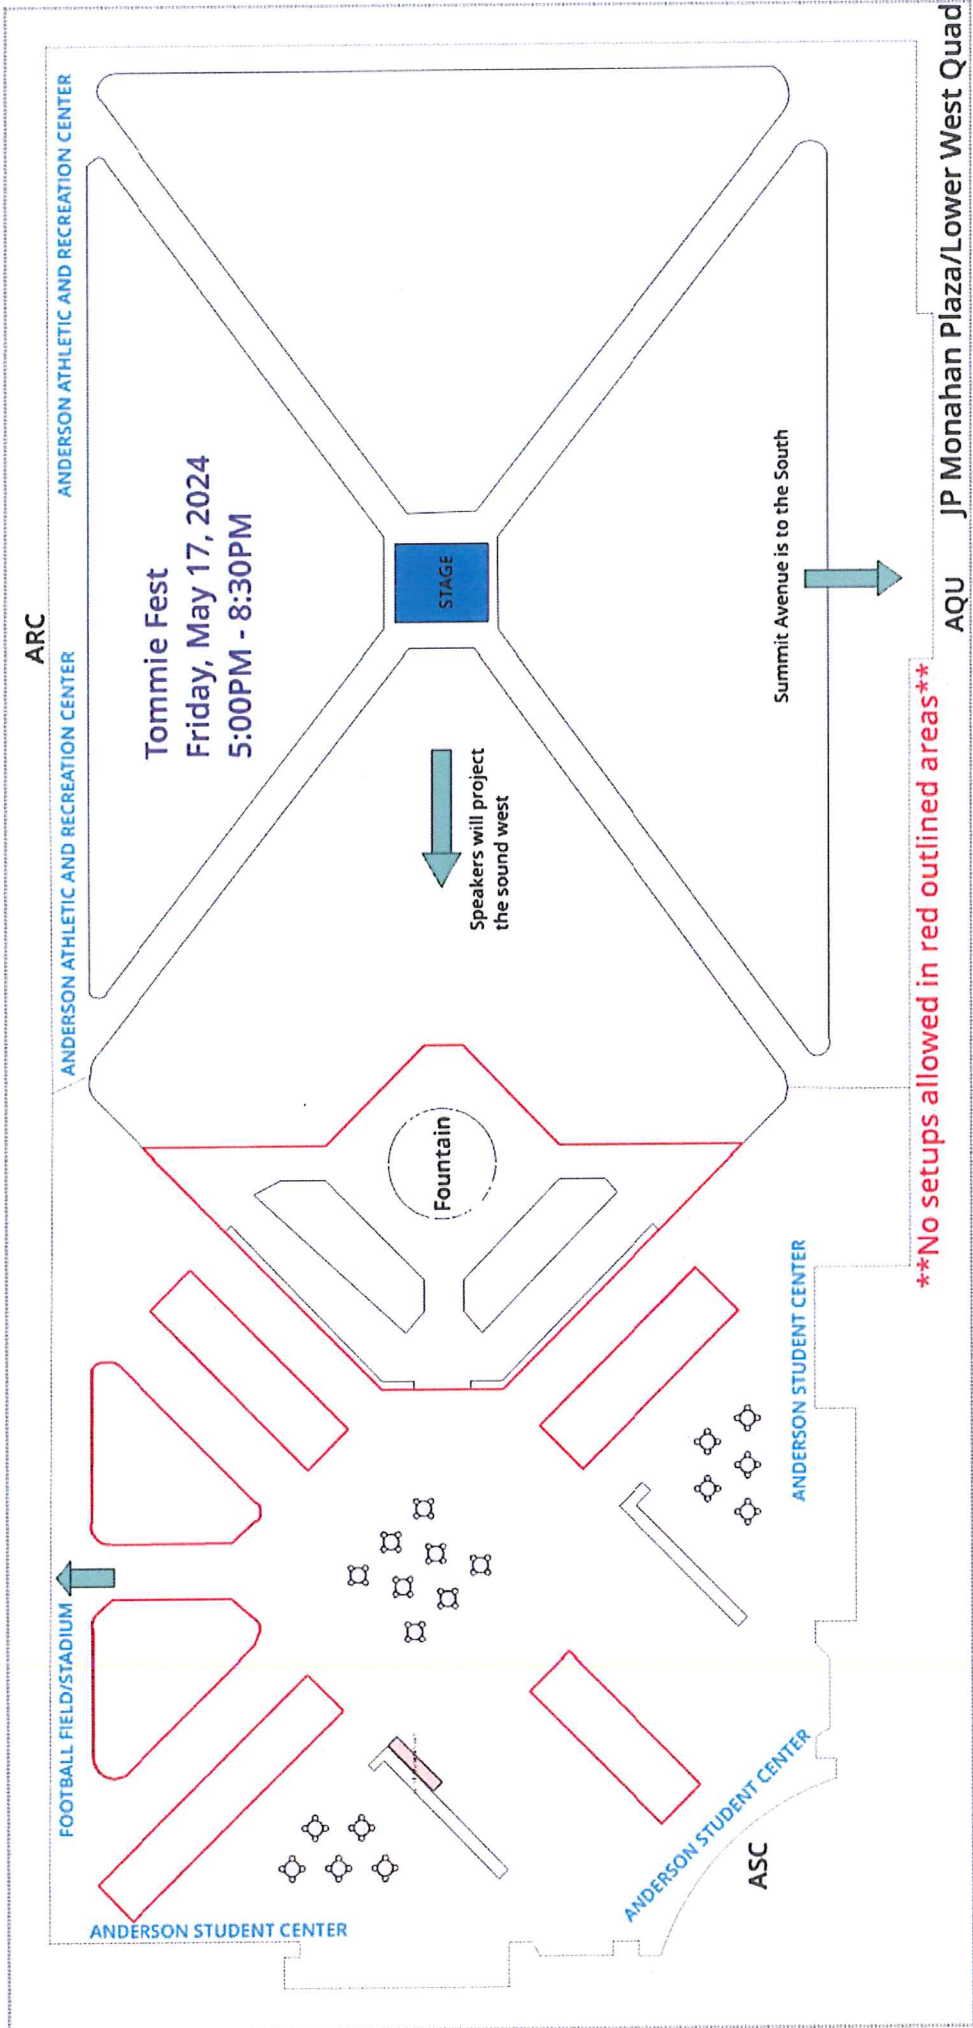 ARC
ANDERSON ATHLETIC AND RECREATION CENTER
ANDERSON ATHLETIC AND RECREATION CENTER
FOOTBALL FIELD/STADIUM
Tommie Fest
Friday, May 17, 2024
5:00PM - 8:30PM
STAGE
Speakers will project
the sound west
Fountain
Summit Avenue is to the South
ANDERSON STUDENT CENTER
ANDERSON STUDENT CENTER
ANDERSON STUDENT CENTER
ASC
**No setups allowed in red outlined areas**
AQU
JP Monahan Plaza/Lower West Quad